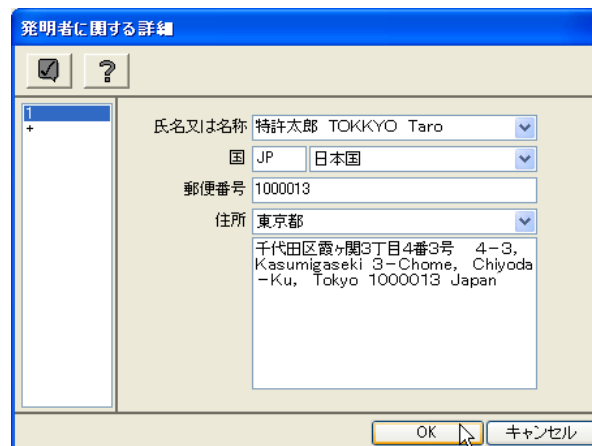 発明者に関する詳細
1
+
氏名又は名称 特許太郎 TOKKYO Taro
国 JP 日本国
郵便番号 1000013
住所 東京都
千代田区霞ヶ関3丁目4番3号 4-3,
Kasumigaseki 3-Chome, Chiyoda
-Ku, Tokyo 1000013 Japan
OK キャンセル